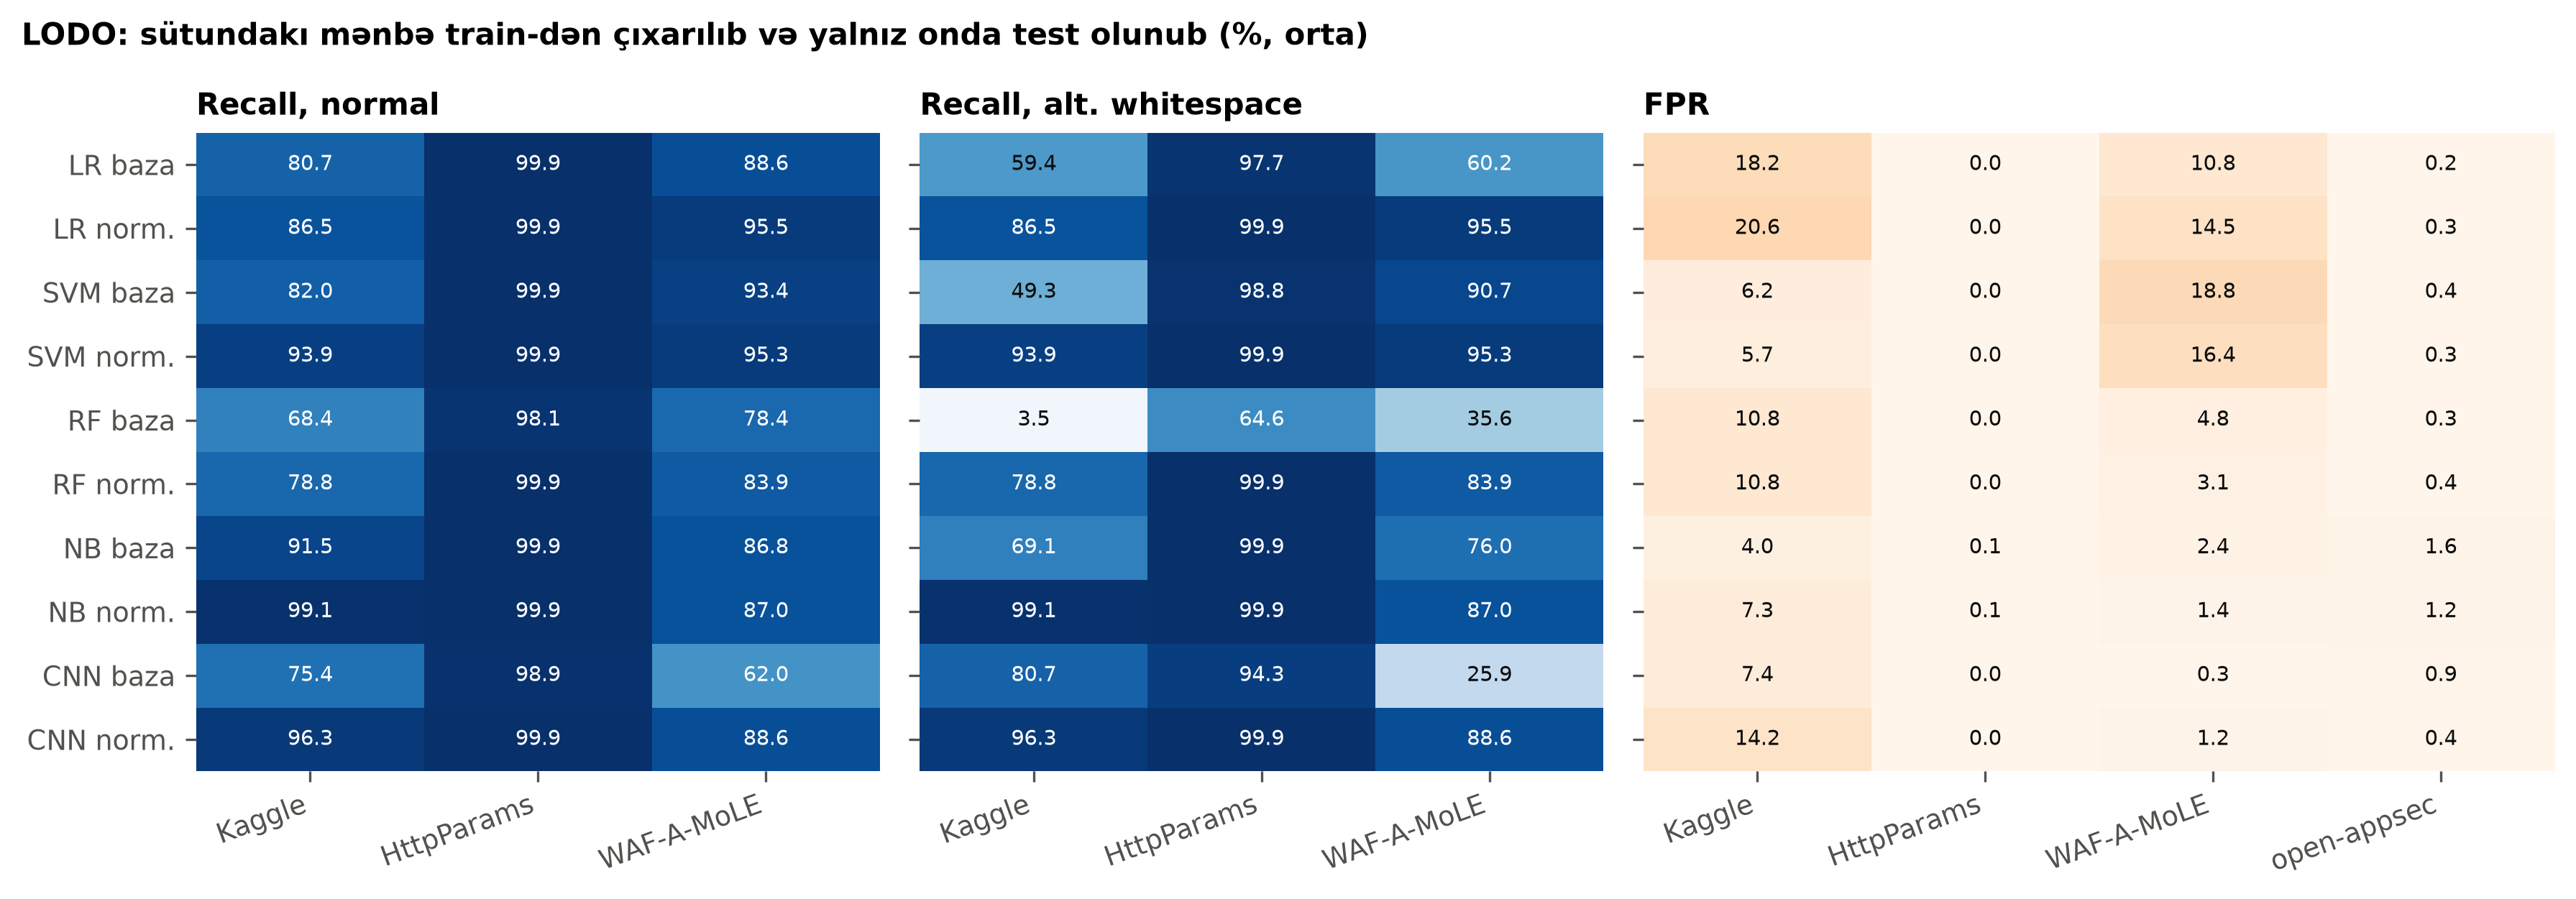 LODO: sütundakı mənbə train-dən çıxarılıb və yalnız onda test olunub (%, orta)
Recall, normal
Recall, alt. whitespace
FPR
LR baza 80.7 99.9 88.6 59.4 97.7 60.2 18.2 0.0 10.8 0.2
LR norm. 86.5 99.9 95.5 86.5 99.9 95.5 20.6 0.0 14.5 0.3
SVM baza 82.0 99.9 93.4 49.3 98.8 90.7 6.2 0.0 18.8 0.4
SVM norm. 93.9 99.9 95.3 93.9 99.9 95.3 5.7 0.0 16.4 0.3
RF baza 68.4 98.1 78.4 3.5 64.6 35.6 10.8 0.0 4.8 0.3
RF norm. 78.8 99.9 83.9 78.8 99.9 83.9 10.8 0.0 3.1 0.4
NB baza 91.5 99.9 86.8 69.1 99.9 76.0 4.0 0.1 2.4 1.6
NB norm. 99.1 99.9 87.0 99.1 99.9 87.0 7.3 0.1 1.4 1.2
CNN baza 75.4 98.9 62.0 80.7 94.3 25.9 7.4 0.0 0.3 0.9
CNN norm. 96.3 99.9 88.6 96.3 99.9 88.6 14.2 0.0 1.2 0.4
Kaggle HttpParams WAF-A-MoLE Kaggle HttpParams WAF-A-MoLE Kaggle HttpParams WAF-A-MoLE open-appsec